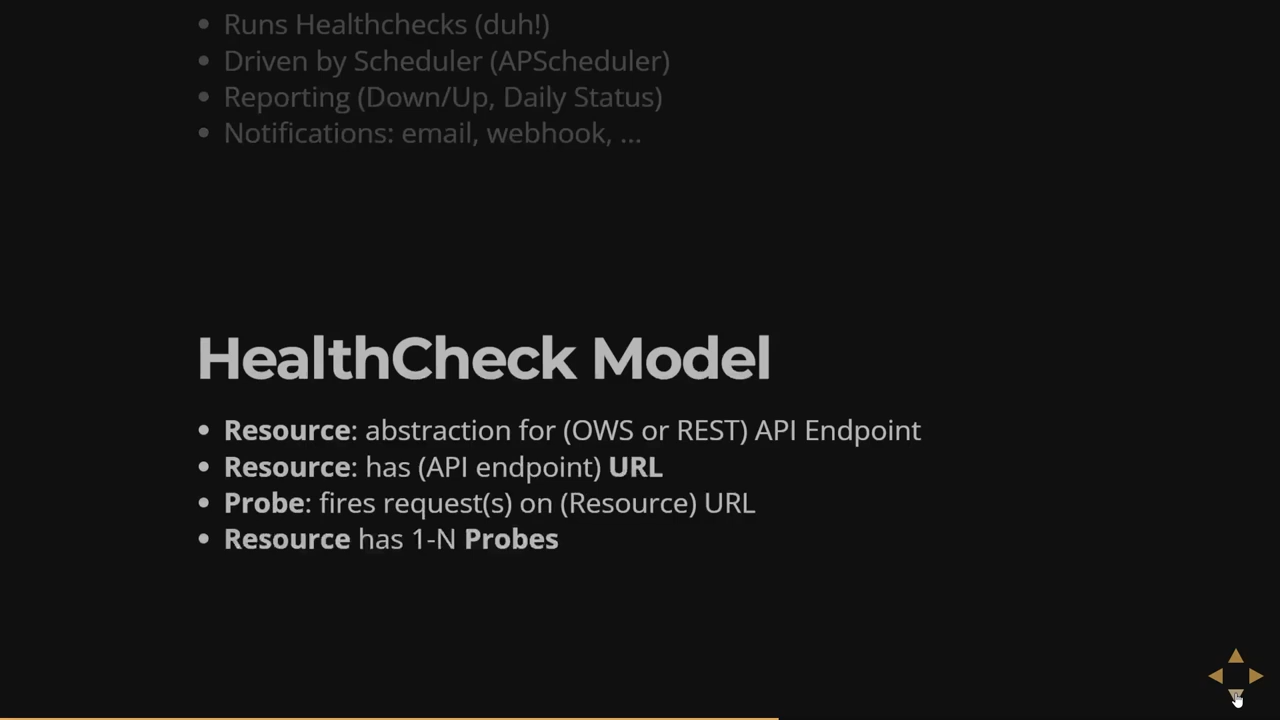 Runs Healthchecks (duh!)
Driven by Scheduler (APScheduler)
Reporting (Down/Up, Daily Status)
Notifications: email, webhook, ...
HealthCheck Model
Resource: abstraction for (OWS or REST) API Endpoint
Resource: has (API endpoint) URL
Probe: fires request(s) on (Resource) URL
Resource has 1-N Probes